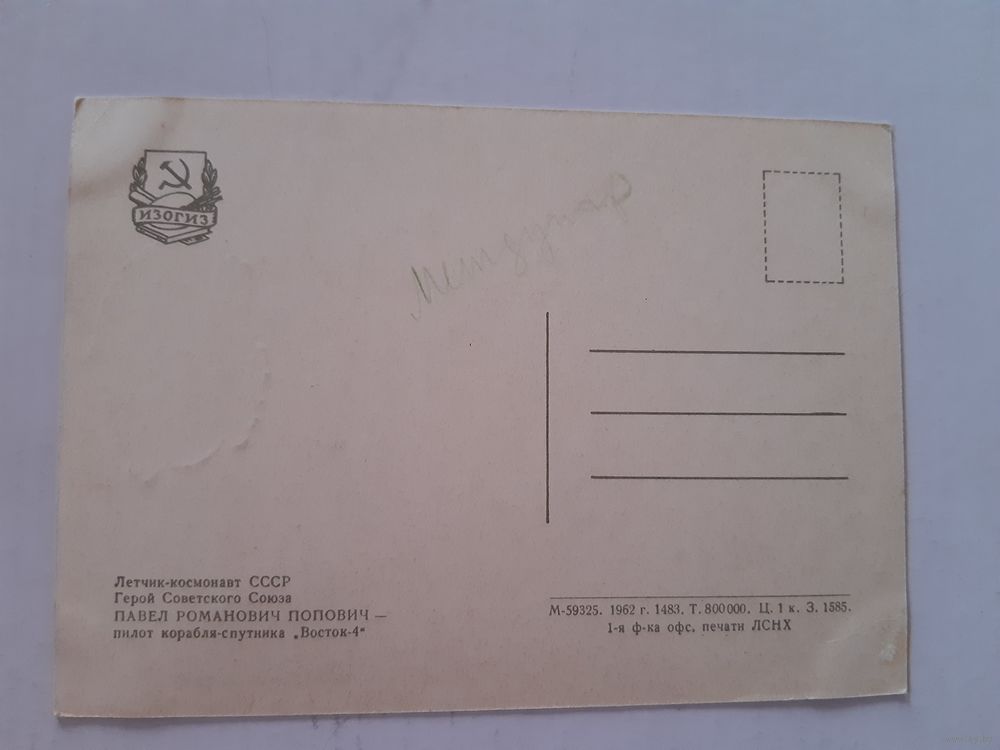 ИЗОГИЗ
Летчик-космонавт СССР
Герой Советского Союза
ПАВЕЛ РОМАНОВИЧ ПОПОВИЧ —
пилот корабля-спутника „Восток-4“
М-59325. 1962 г. 1483. Т. 800000. Ц. 1 к. З. 1585.
1-я ф-ка офс. печати ЛСНХ